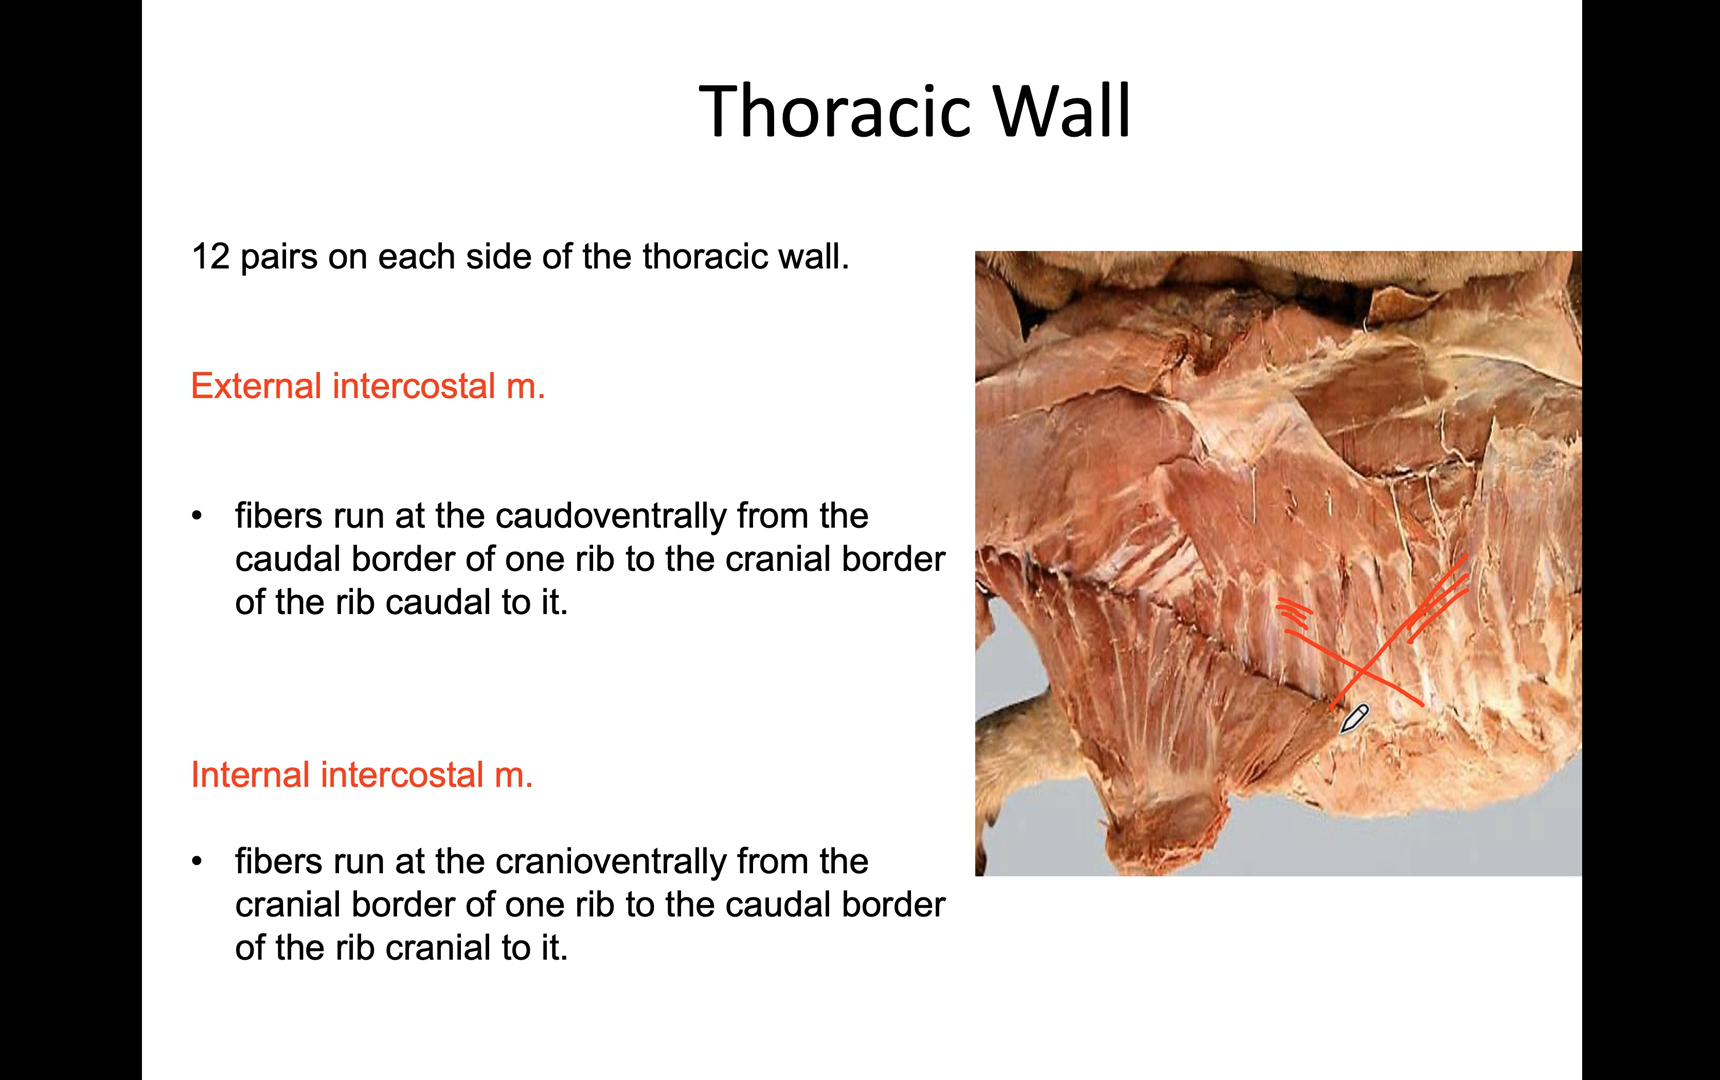 Thoracic Wall
12 pairs on each side of the thoracic wall.
External intercostal m.
• fibers run at the caudoventrally from the
caudal border of one rib to the cranial border
of the rib caudal to it.
Internal intercostal m.
• fibers run at the cranioventrally from the
cranial border of one rib to the caudal border
of the rib cranial to it.